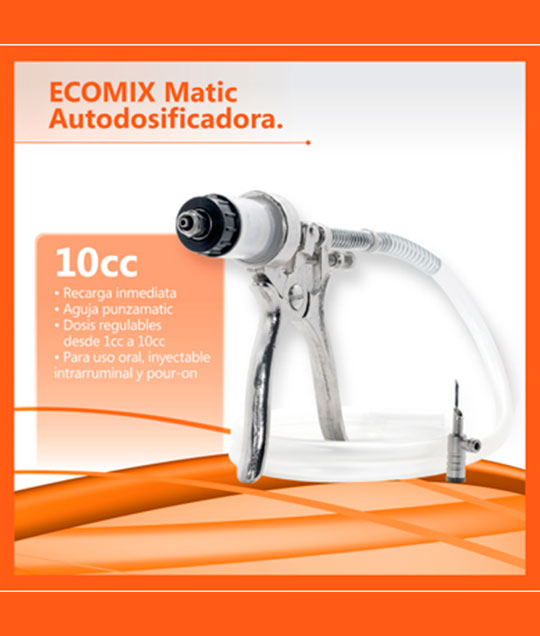 ECOMIX Matic
Autodosificadora.
10cc
• Recarga inmediata
• Aguja punzamatic
• Dosis regulables
desde 1cc a 10cc
• Para uso oral, inyectable
intrarruminal y pour-on